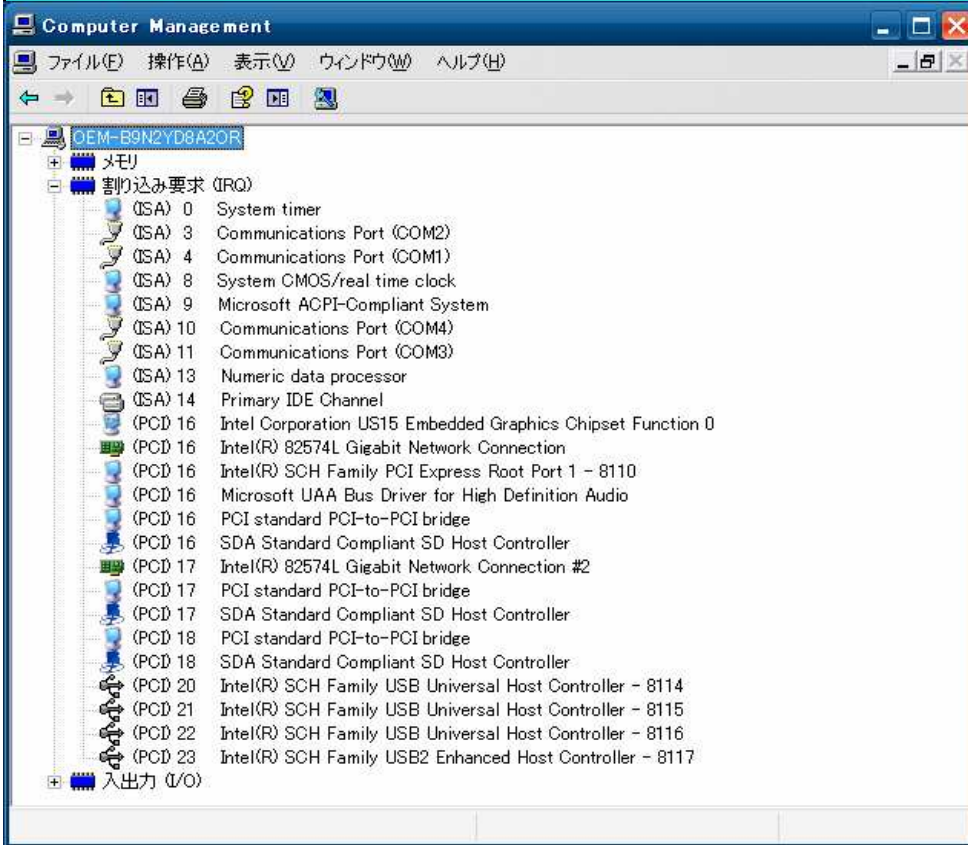 Computer Management
ファイル(F) 操作(A) 表示(V) ウィンドウ(W) ヘルプ(H)
OEM-B9N2YD8A2OR
メモリ
割り込み要求 (IRQ)
(ISA) 0 System timer
(ISA) 3 Communications Port (COM2)
(ISA) 4 Communications Port (COM1)
(ISA) 8 System CMOS/real time clock
(ISA) 9 Microsoft ACPI-Compliant System
(ISA) 10 Communications Port (COM4)
(ISA) 11 Communications Port (COM3)
(ISA) 13 Numeric data processor
(ISA) 14 Primary IDE Channel
(PCI) 16 Intel Corporation US15 Embedded Graphics Chipset Function 0
(PCI) 16 Intel(R) 82574L Gigabit Network Connection
(PCI) 16 Intel(R) SCH Family PCI Express Root Port 1 - 8110
(PCI) 16 Microsoft UAA Bus Driver for High Definition Audio
(PCI) 16 PCI standard PCI-to-PCI bridge
(PCI) 16 SDA Standard Compliant SD Host Controller
(PCI) 17 Intel(R) 82574L Gigabit Network Connection #2
(PCI) 17 PCI standard PCI-to-PCI bridge
(PCI) 17 SDA Standard Compliant SD Host Controller
(PCI) 18 PCI standard PCI-to-PCI bridge
(PCI) 18 SDA Standard Compliant SD Host Controller
(PCI) 20 Intel(R) SCH Family USB Universal Host Controller - 8114
(PCI) 21 Intel(R) SCH Family USB Universal Host Controller - 8115
(PCI) 22 Intel(R) SCH Family USB Universal Host Controller - 8116
(PCI) 23 Intel(R) SCH Family USB2 Enhanced Host Controller - 8117
入出力 (I/O)